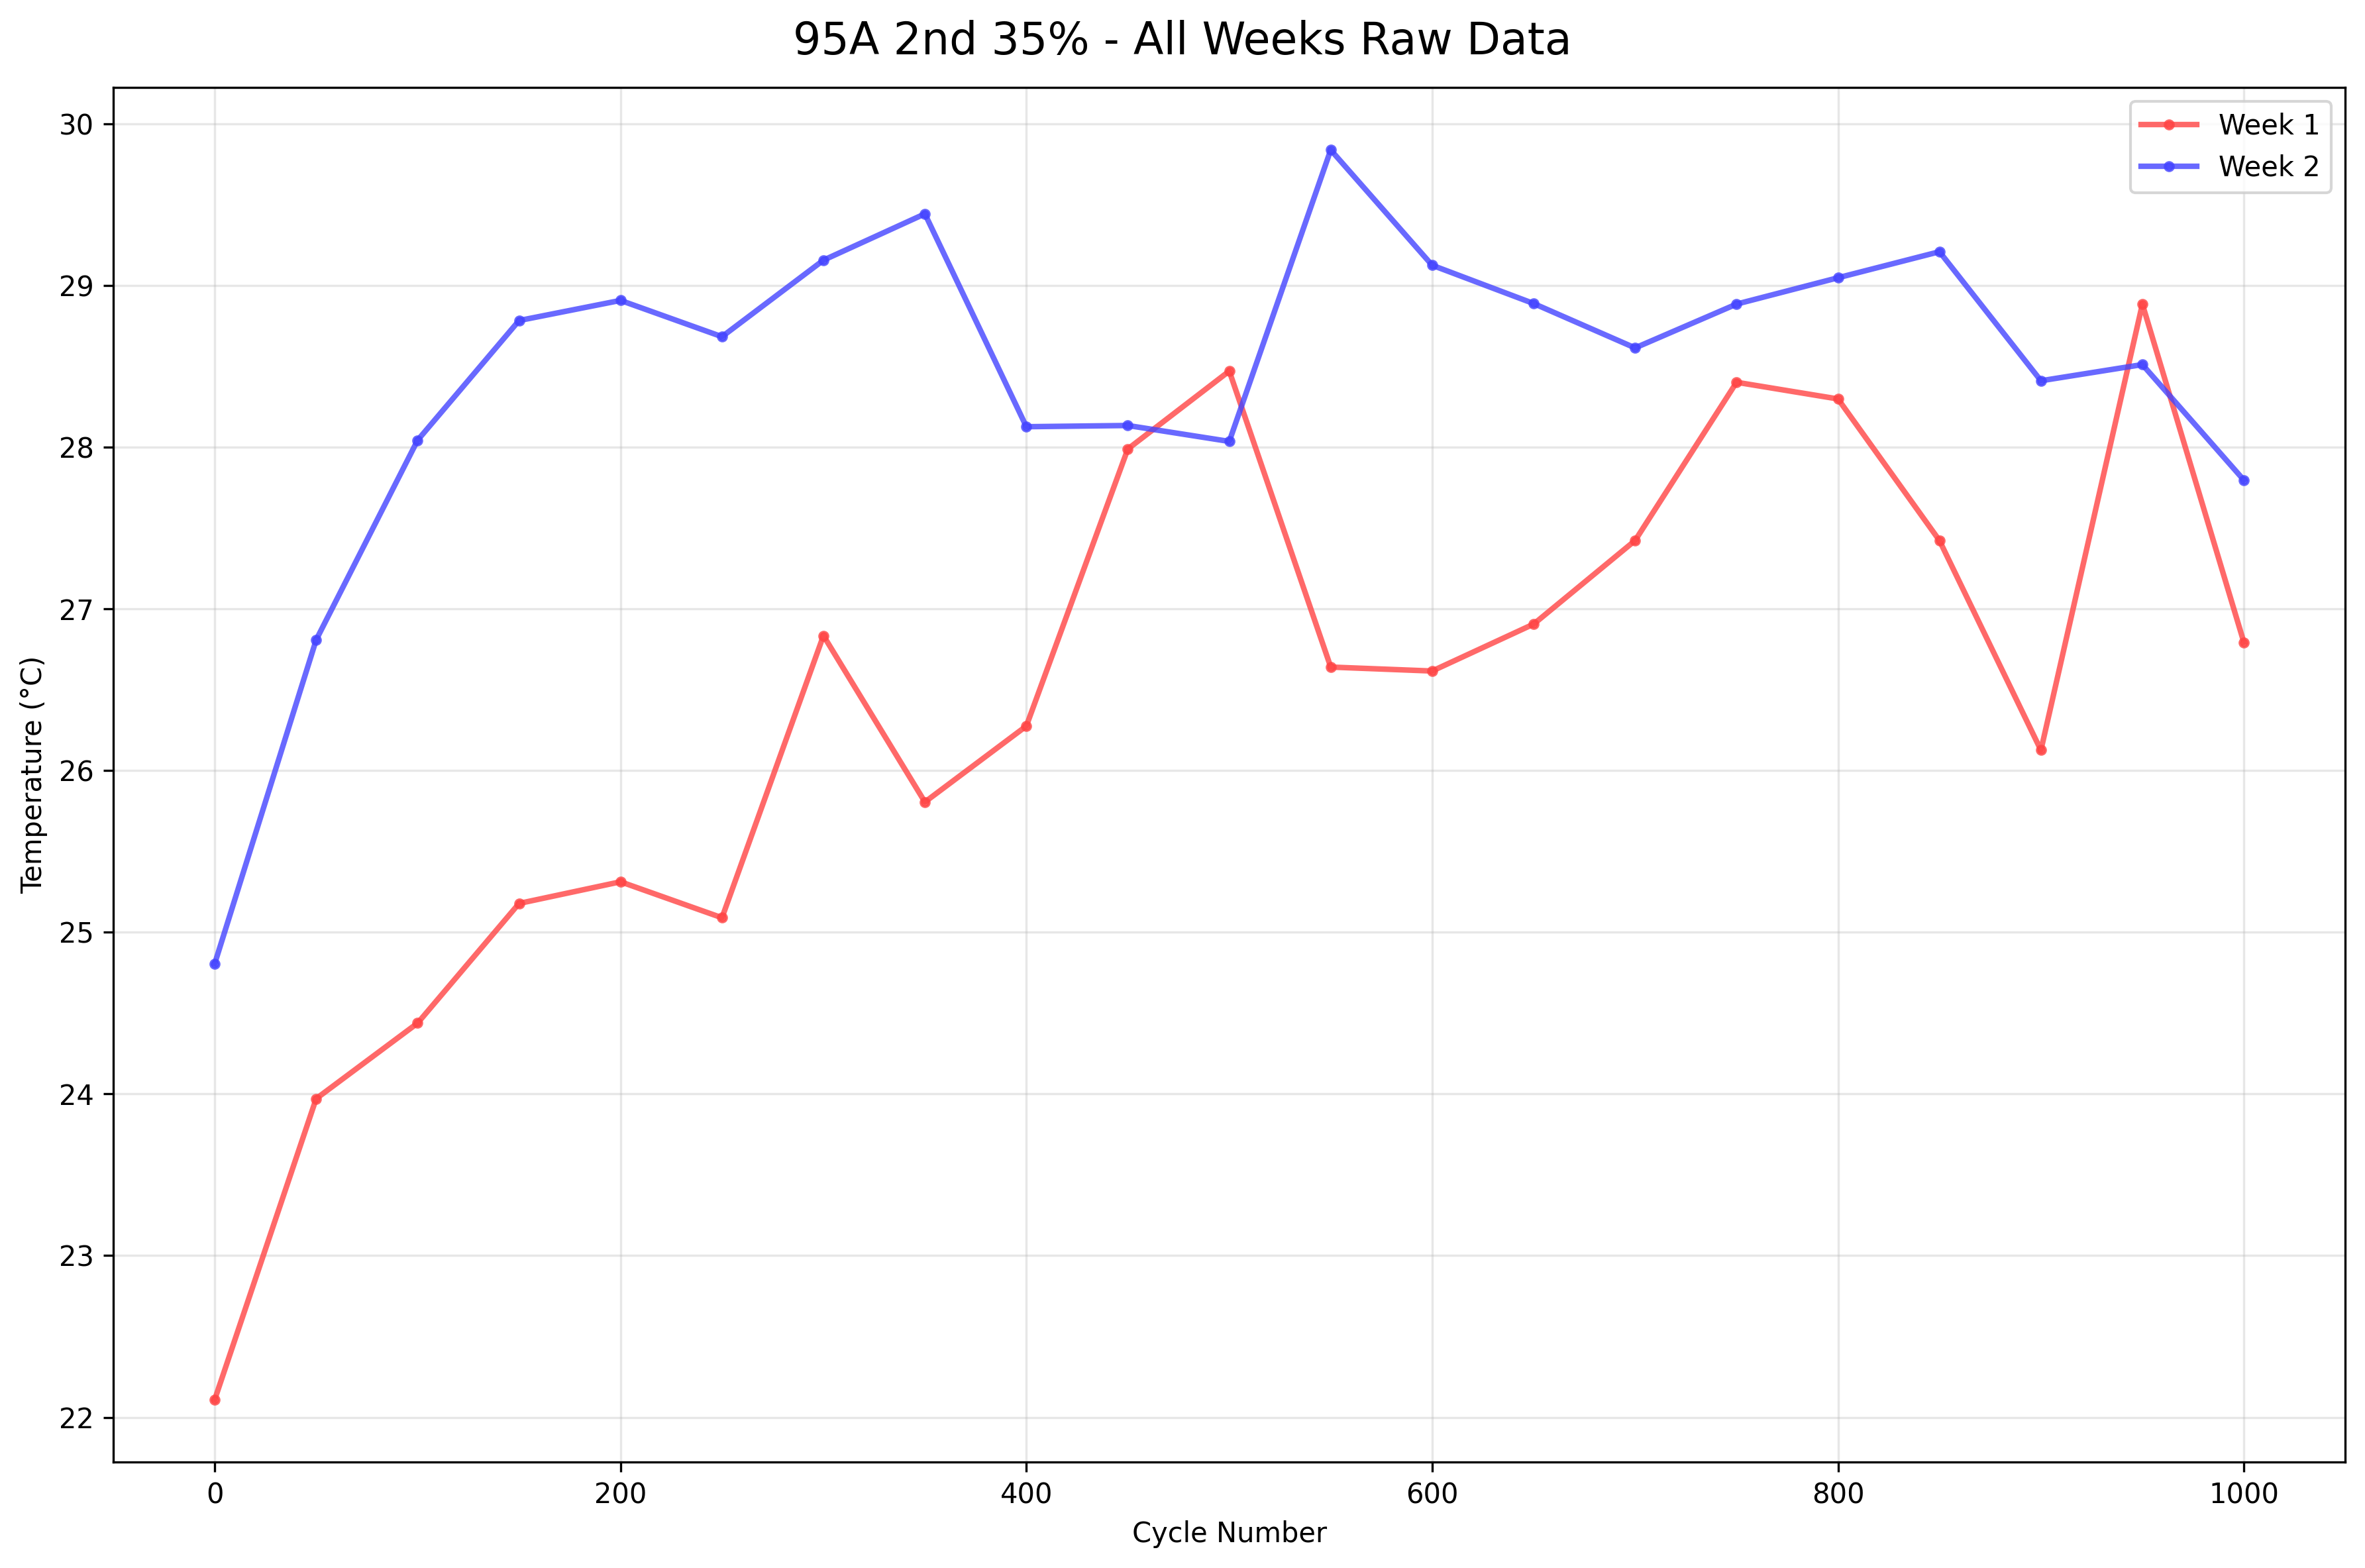 95A 2nd 35% - All Weeks Raw Data
Week 1
Week 2
30
29
28
27
26
25
24
23
22
Temperature (°C)
0 200 400 600 800 1000
Cycle Number